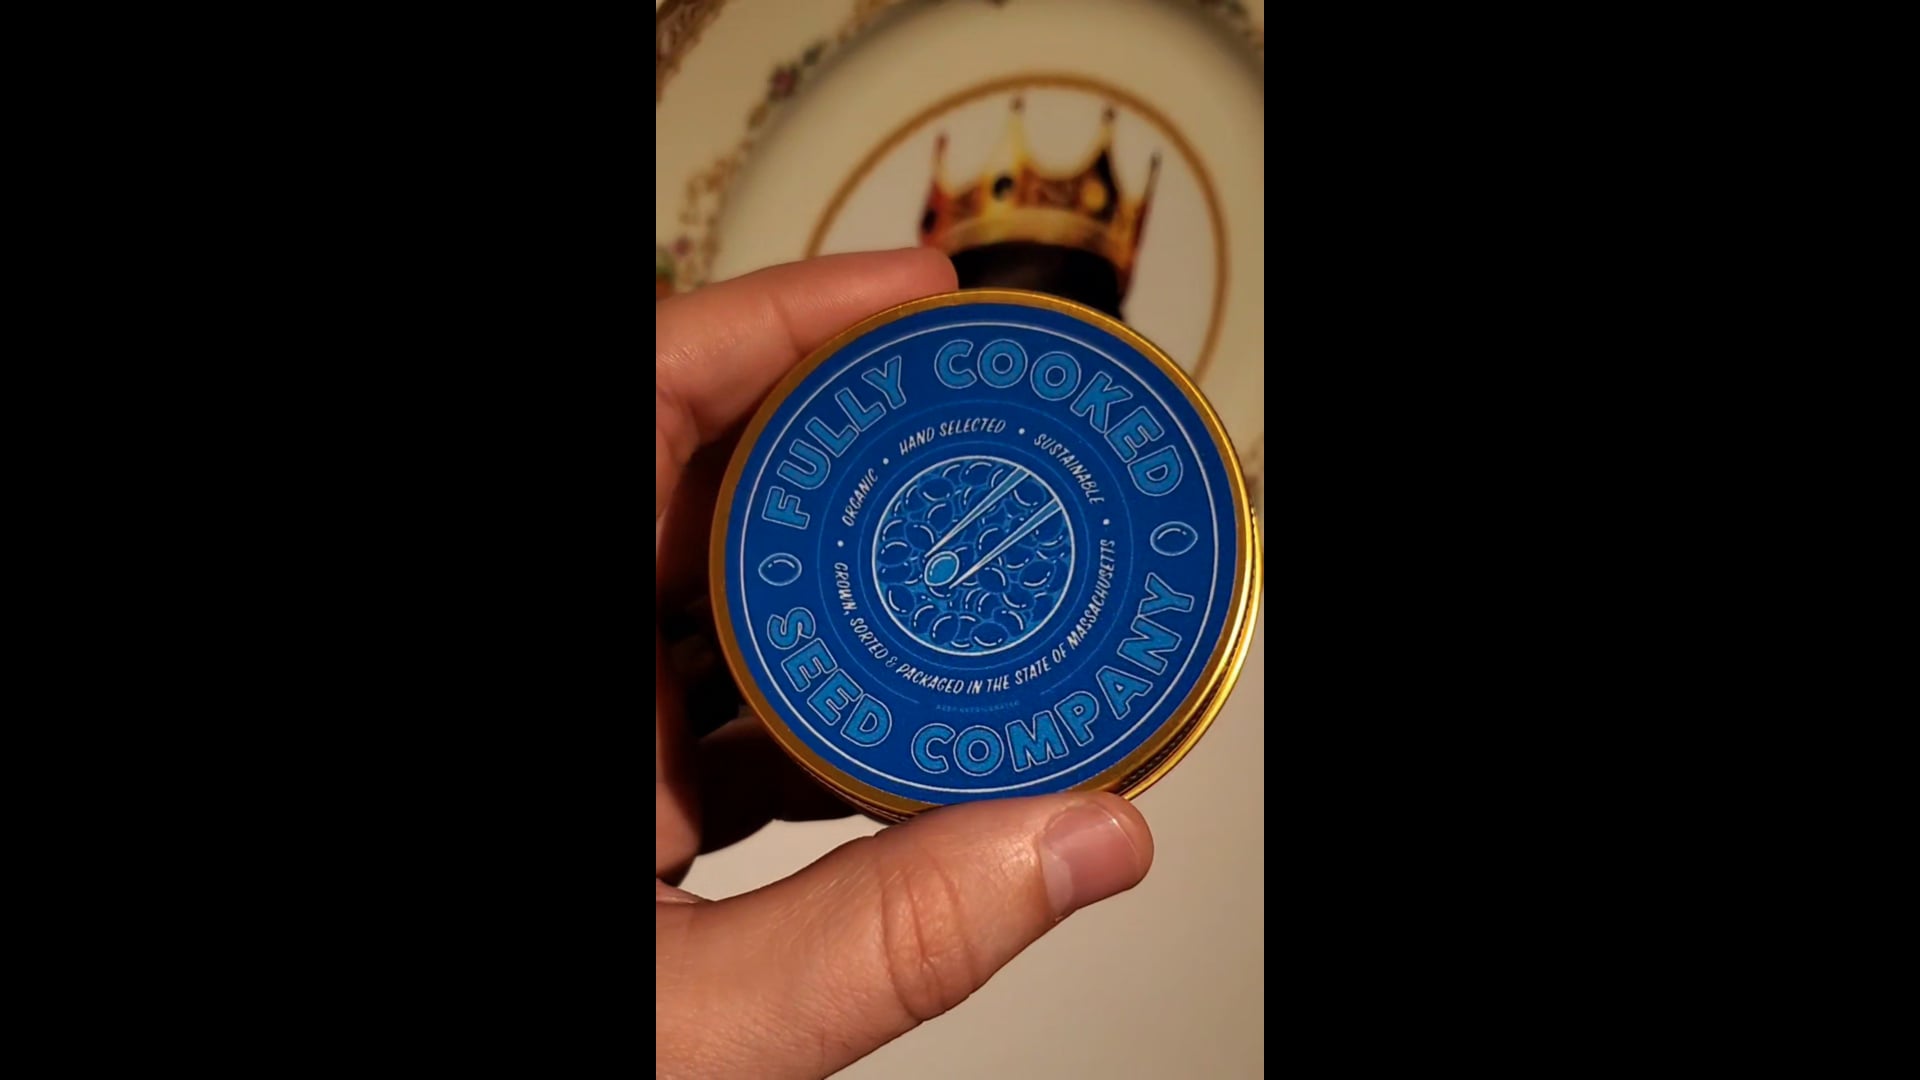 FULLY COOKED
SEED COMPANY
ORGANIC • HAND SELECTED • SUSTAINABLE •
GROWN, SORTED & PACKAGED IN THE STATE OF MASSACHUSETTS